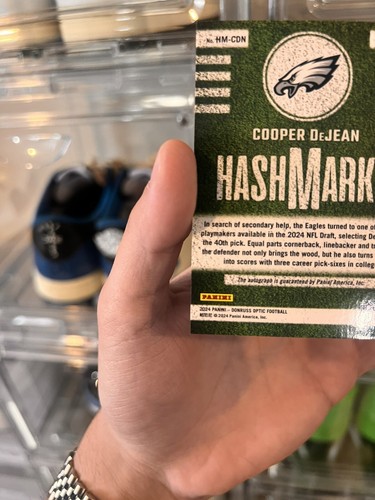 No. HM-CDN
COOPER DeJEAN
HASHMARK
In search of secondary help, the Eagles turned to one of
playmakers available in the 2024 NFL Draft, selecting De
the 40th pick. Equal parts cornerback, linebacker and t
the defender not only brings the wood, but he also turns
into scores with three career pick-sixes in colleg
The autograph is guaranteed by Panini America, Inc.
PANINI
2024 PANINI – DONRUSS OPTIC FOOTBALL
©2024 Panini America, Inc.